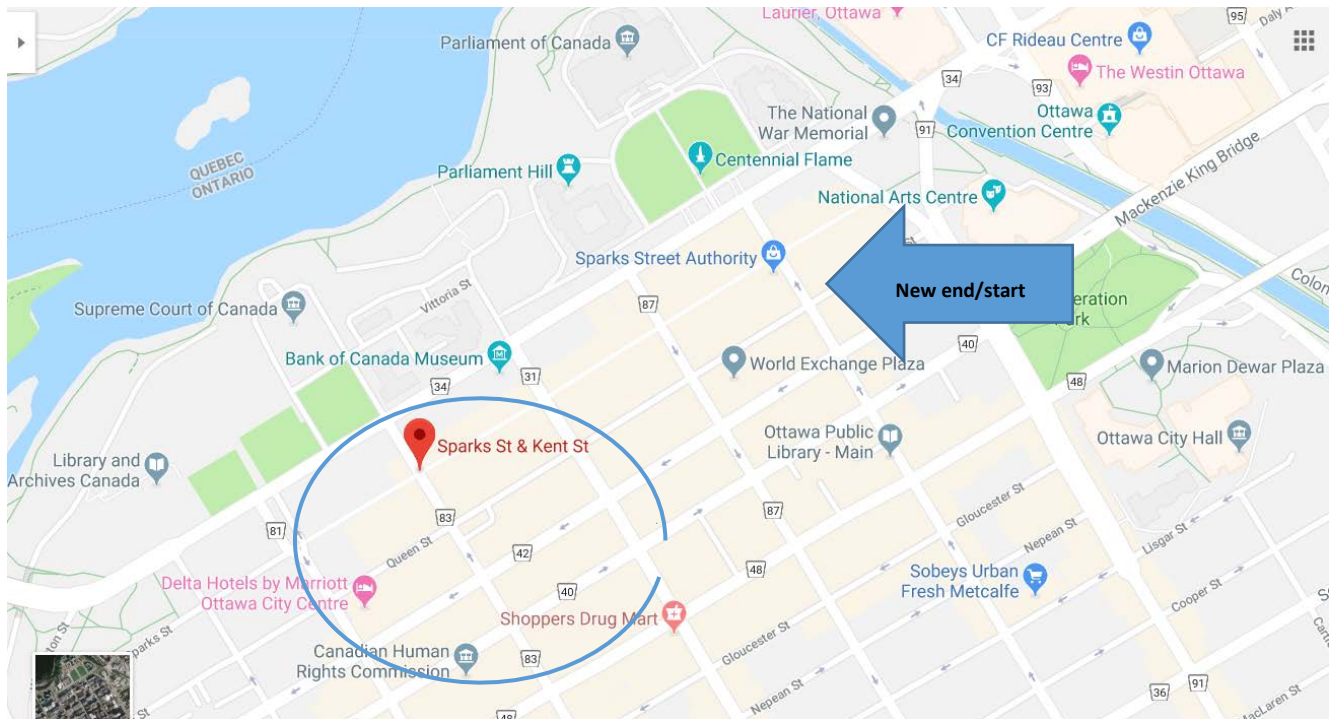 Laurier, Ottawa
95
Daly A
Parliament of Canada
CF Rideau Centre
34
The Westin Ottawa
93
The National
War Memorial
Ottawa
Convention Centre
91
QUEBEC
ONTARIO
Centennial Flame
Parliament Hill
National Arts Centre
Mackenzie King Bridge
St
Sparks Street Authority
New end/start
Colon
Vittoria St
Supreme Court of Canada
87
eration
Park
40
Bank of Canada Museum
World Exchange Plaza
Marion Dewar Plaza
31
34
48
Sparks St & Kent St
Ottawa Public
Library - Main
Ottawa City Hall
Library and
Archives Canada
81
83
87
Gloucester St
Queen St
42
Nepean St
Lisgar St
Delta Hotels by Marriott
Ottawa City Centre
40
48
Sobeys Urban
Fresh Metcalfe
Cooper St
Shoppers Drug Mart
parks St
Canadian Human
Rights Commission
83
Gloucester St
Nepean St
36
91
MacLaren St
48
St